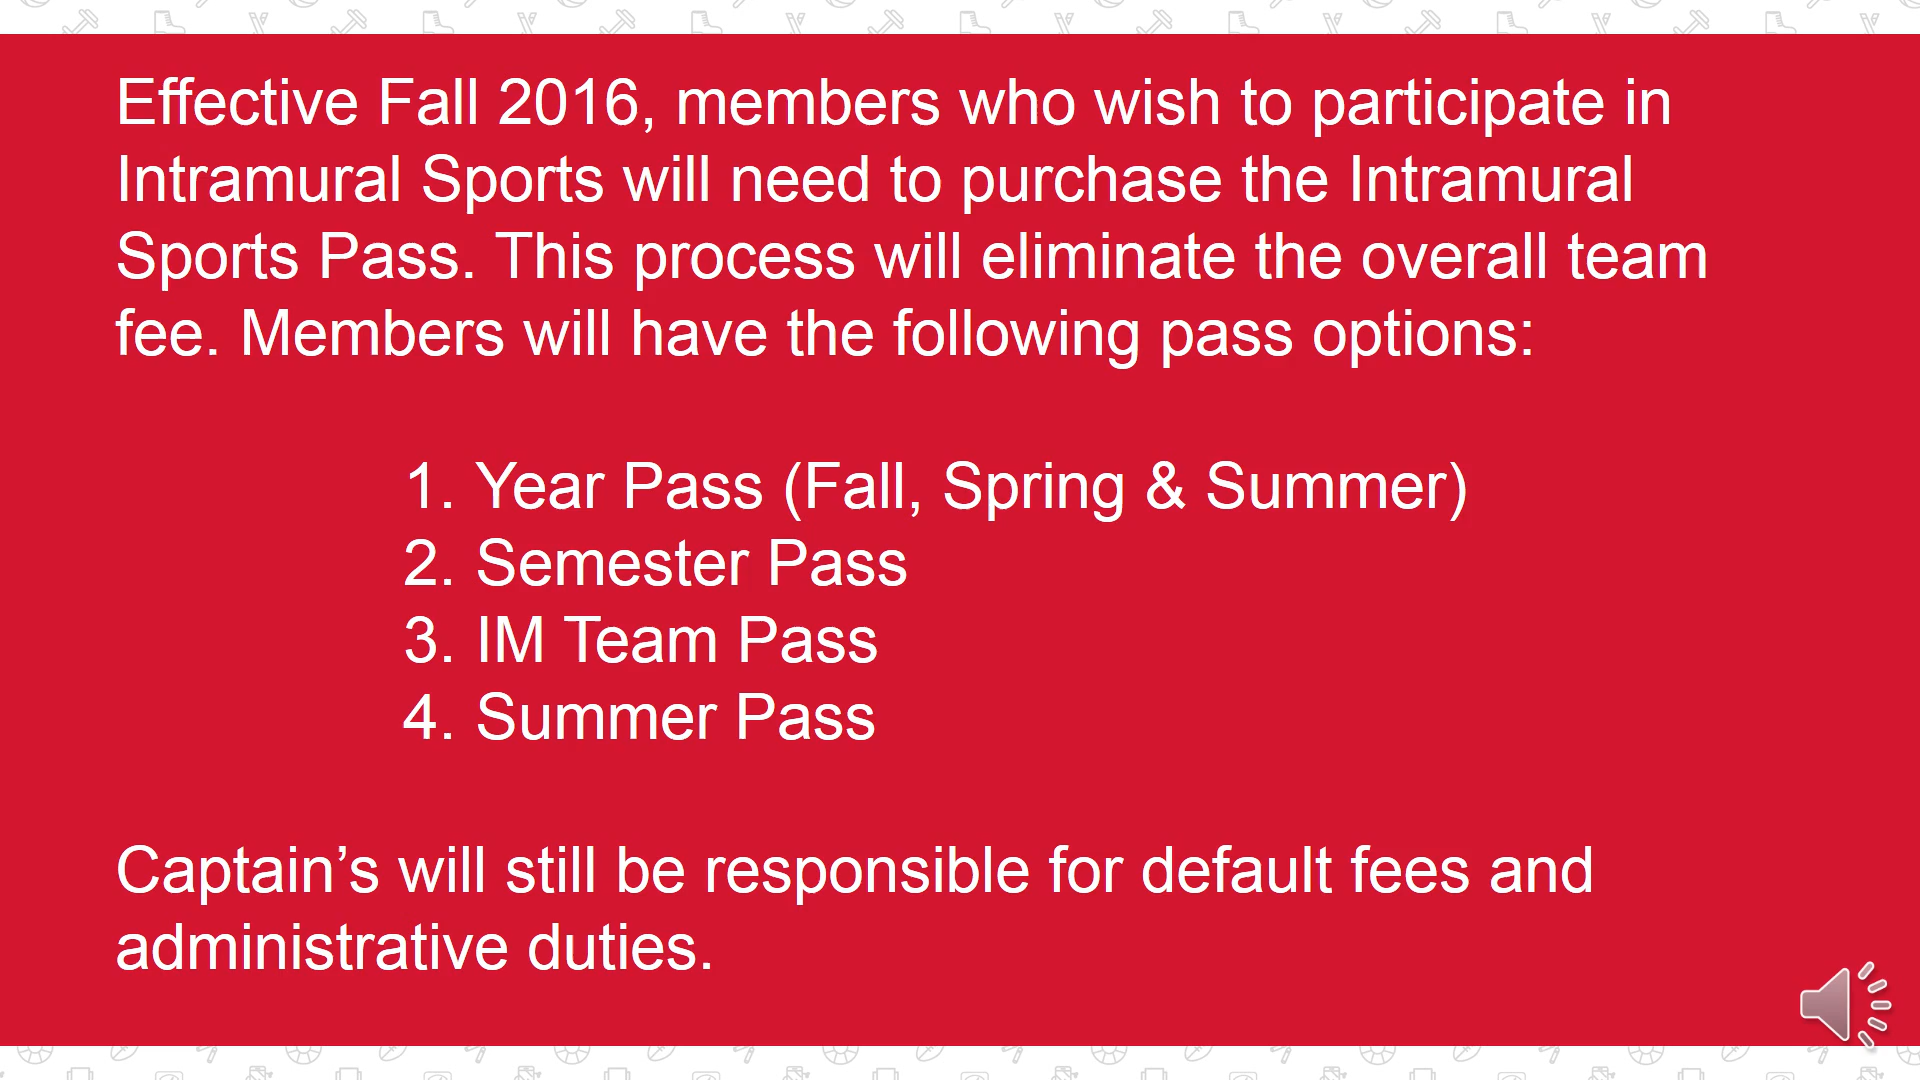 Effective Fall 2016, members who wish to participate in
Intramural Sports will need to purchase the Intramural
Sports Pass. This process will eliminate the overall team
fee. Members will have the following pass options:
1. Year Pass (Fall, Spring & Summer)
2. Semester Pass
3. IM Team Pass
4. Summer Pass
Captain’s will still be responsible for default fees and
administrative duties.